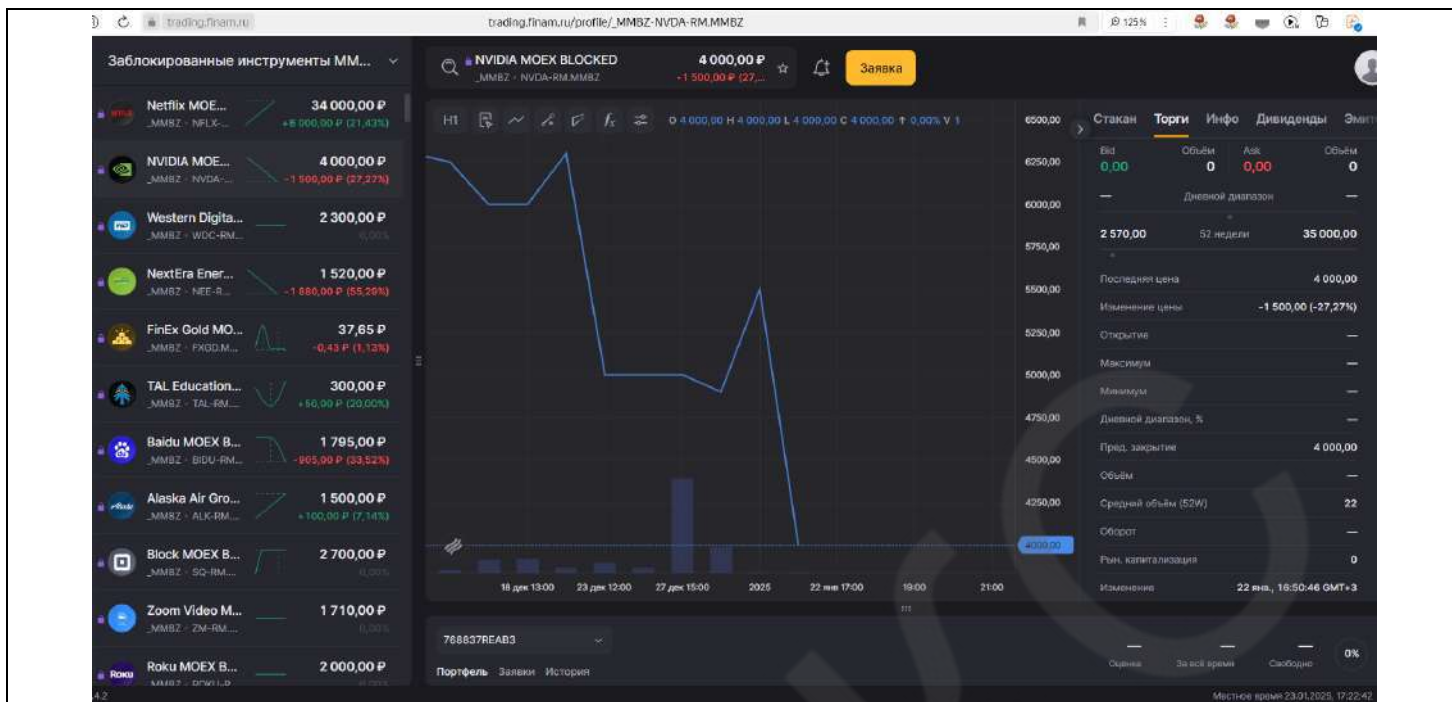 trading.finam.ru
trading.finam.ru/profile/_MMBZ-NVDA-RM.MMBZ
125%
Заблокированные инструменты ММ...
NVIDIA MOEX BLOCKED
_MMBZ · NVDA-RM.MMBZ
4 000,00 ₽
-1 500,00 ₽ (27,...
Заявка
Netflix MOE...
34 000,00 ₽
_MMBZ · NFLX-...
+6 000,00 ₽ (21,43%)
NVIDIA MOE...
4 000,00 ₽
_MMBZ · NVDA-...
-1 500,00 ₽ (27,27%)
Western Digita...
2 300,00 ₽
_MMBZ · WDC-RM...
0,00%
NextEra Ener...
1 520,00 ₽
_MMBZ · NEE-R...
-1 880,00 ₽ (55,29%)
FinEx Gold MO...
37,65 ₽
_MMBZ · FXGD.M...
-0,43 ₽ (1,13%)
TAL Education...
300,00 ₽
_MMBZ · TAL-RM....
+50,00 ₽ (20,00%)
Baidu MOEX B...
1 795,00 ₽
_MMBZ · BIDU-RM...
-905,00 ₽ (33,52%)
Alaska Air Gro...
1 500,00 ₽
_MMBZ · ALK-RM....
+100,00 ₽ (7,14%)
Block MOEX B...
2 700,00 ₽
_MMBZ · SQ-RM....
0,00%
Zoom Video M...
1 710,00 ₽
_MMBZ · ZM-RM....
0,00%
Roku MOEX B...
2 000,00 ₽
4.2
H1
O 4 000,00 H 4 000,00 L 4 000,00 C 4 000,00 ↑ 0,00% V 1
6500,00
6250,00
6000,00
5750,00
5500,00
5250,00
5000,00
4750,00
4500,00
4250,00
4000,00
18 дек 13:00
23 дек 12:00
27 дек 15:00
2025
22 янв 17:00
19:00
21:00
768837REAB3
Портфель Заявки История
Оценка
За всё время
Свободно
0%
Стакан Торги Инфо Дивиденды Эмит
Bid
Объём
Ask
Объём
0,00
0
0,00
0
— Дневной диапазон —
2 570,00
52 недели
35 000,00
Последняя цена
4 000,00
Изменение цены
-1 500,00 (-27,27%)
Открытие —
Максимум —
Минимум —
Дневной диапазон, % —
Пред. закрытие
4 000,00
Объём —
Средний объём (52W)
22
Оборот —
Рын. капитализация
0
Изменение
22 янв., 16:50:46 GMT+3
Местное время 23.01.2025, 17:22:42